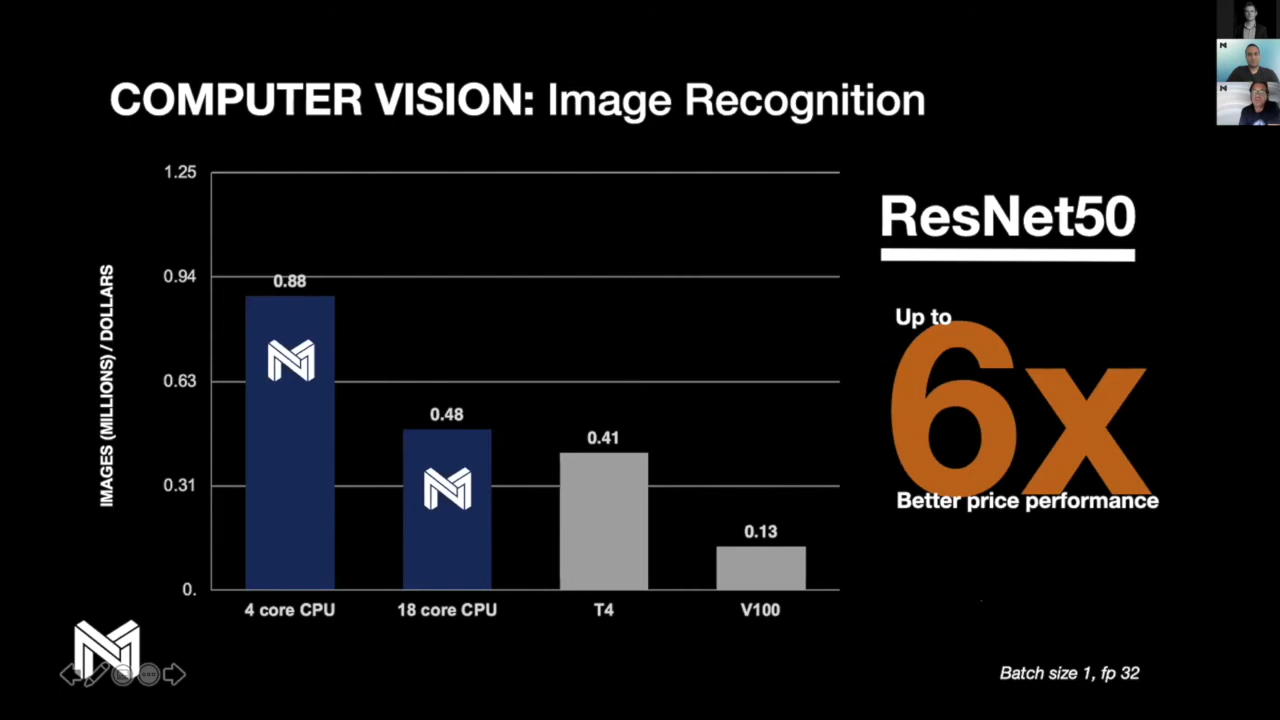 COMPUTER VISION: Image Recognition
IMAGES (MILLIONS) / DOLLARS
1.25
0.94
0.63
0.31
0.
0.88
0.48
0.41
0.13
4 core CPU
18 core CPU
T4
V100
ResNet50
Up to
6x
Better price performance
Batch size 1, fp 32